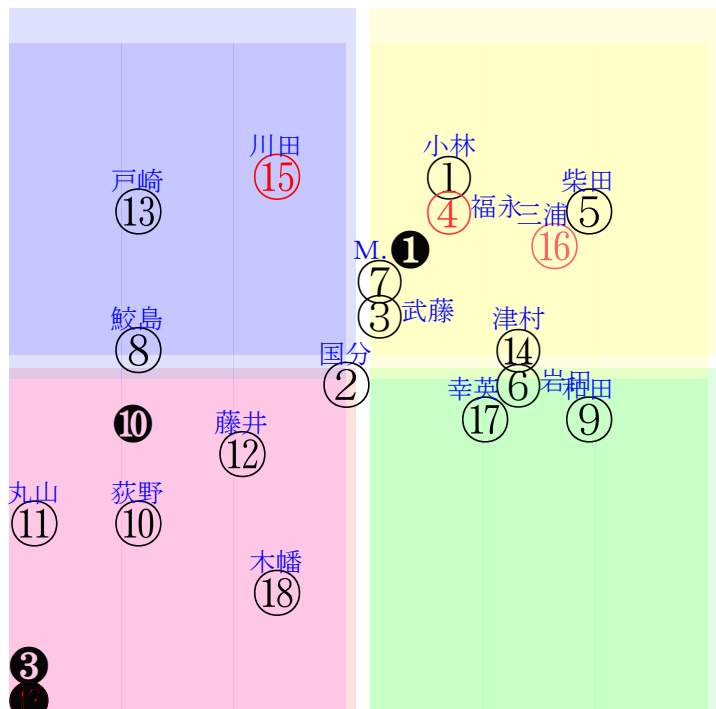 川田
⑮
小林
①
戸崎
⑬
柴田
⑤
④
福永
三浦
⑯
M.
❶
⑦
③
武藤
鮫島
⑧
津村
⑭
国分
②
幸英
⑥
岩田
和田
⑰
⑨
❿
藤井
⑫
丸山
⑪
荻野
⑩
木幡
⑱
❸